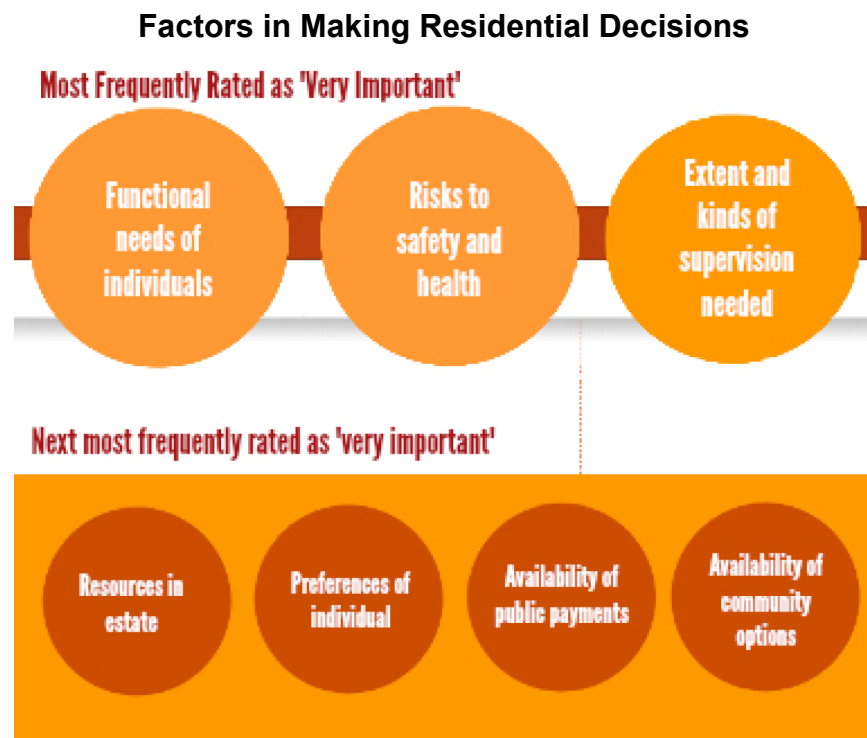 Factors in Making Residential Decisions
Most Frequently Rated as 'Very Important'
Functional
needs of
individuals
Risks to
safety and
health
Extent and
kinds of
supervision
needed
Next most frequently rated as 'very important'
Resources in
estate
Preferences of
individual
Availability of
public payments
Availability of
community
options